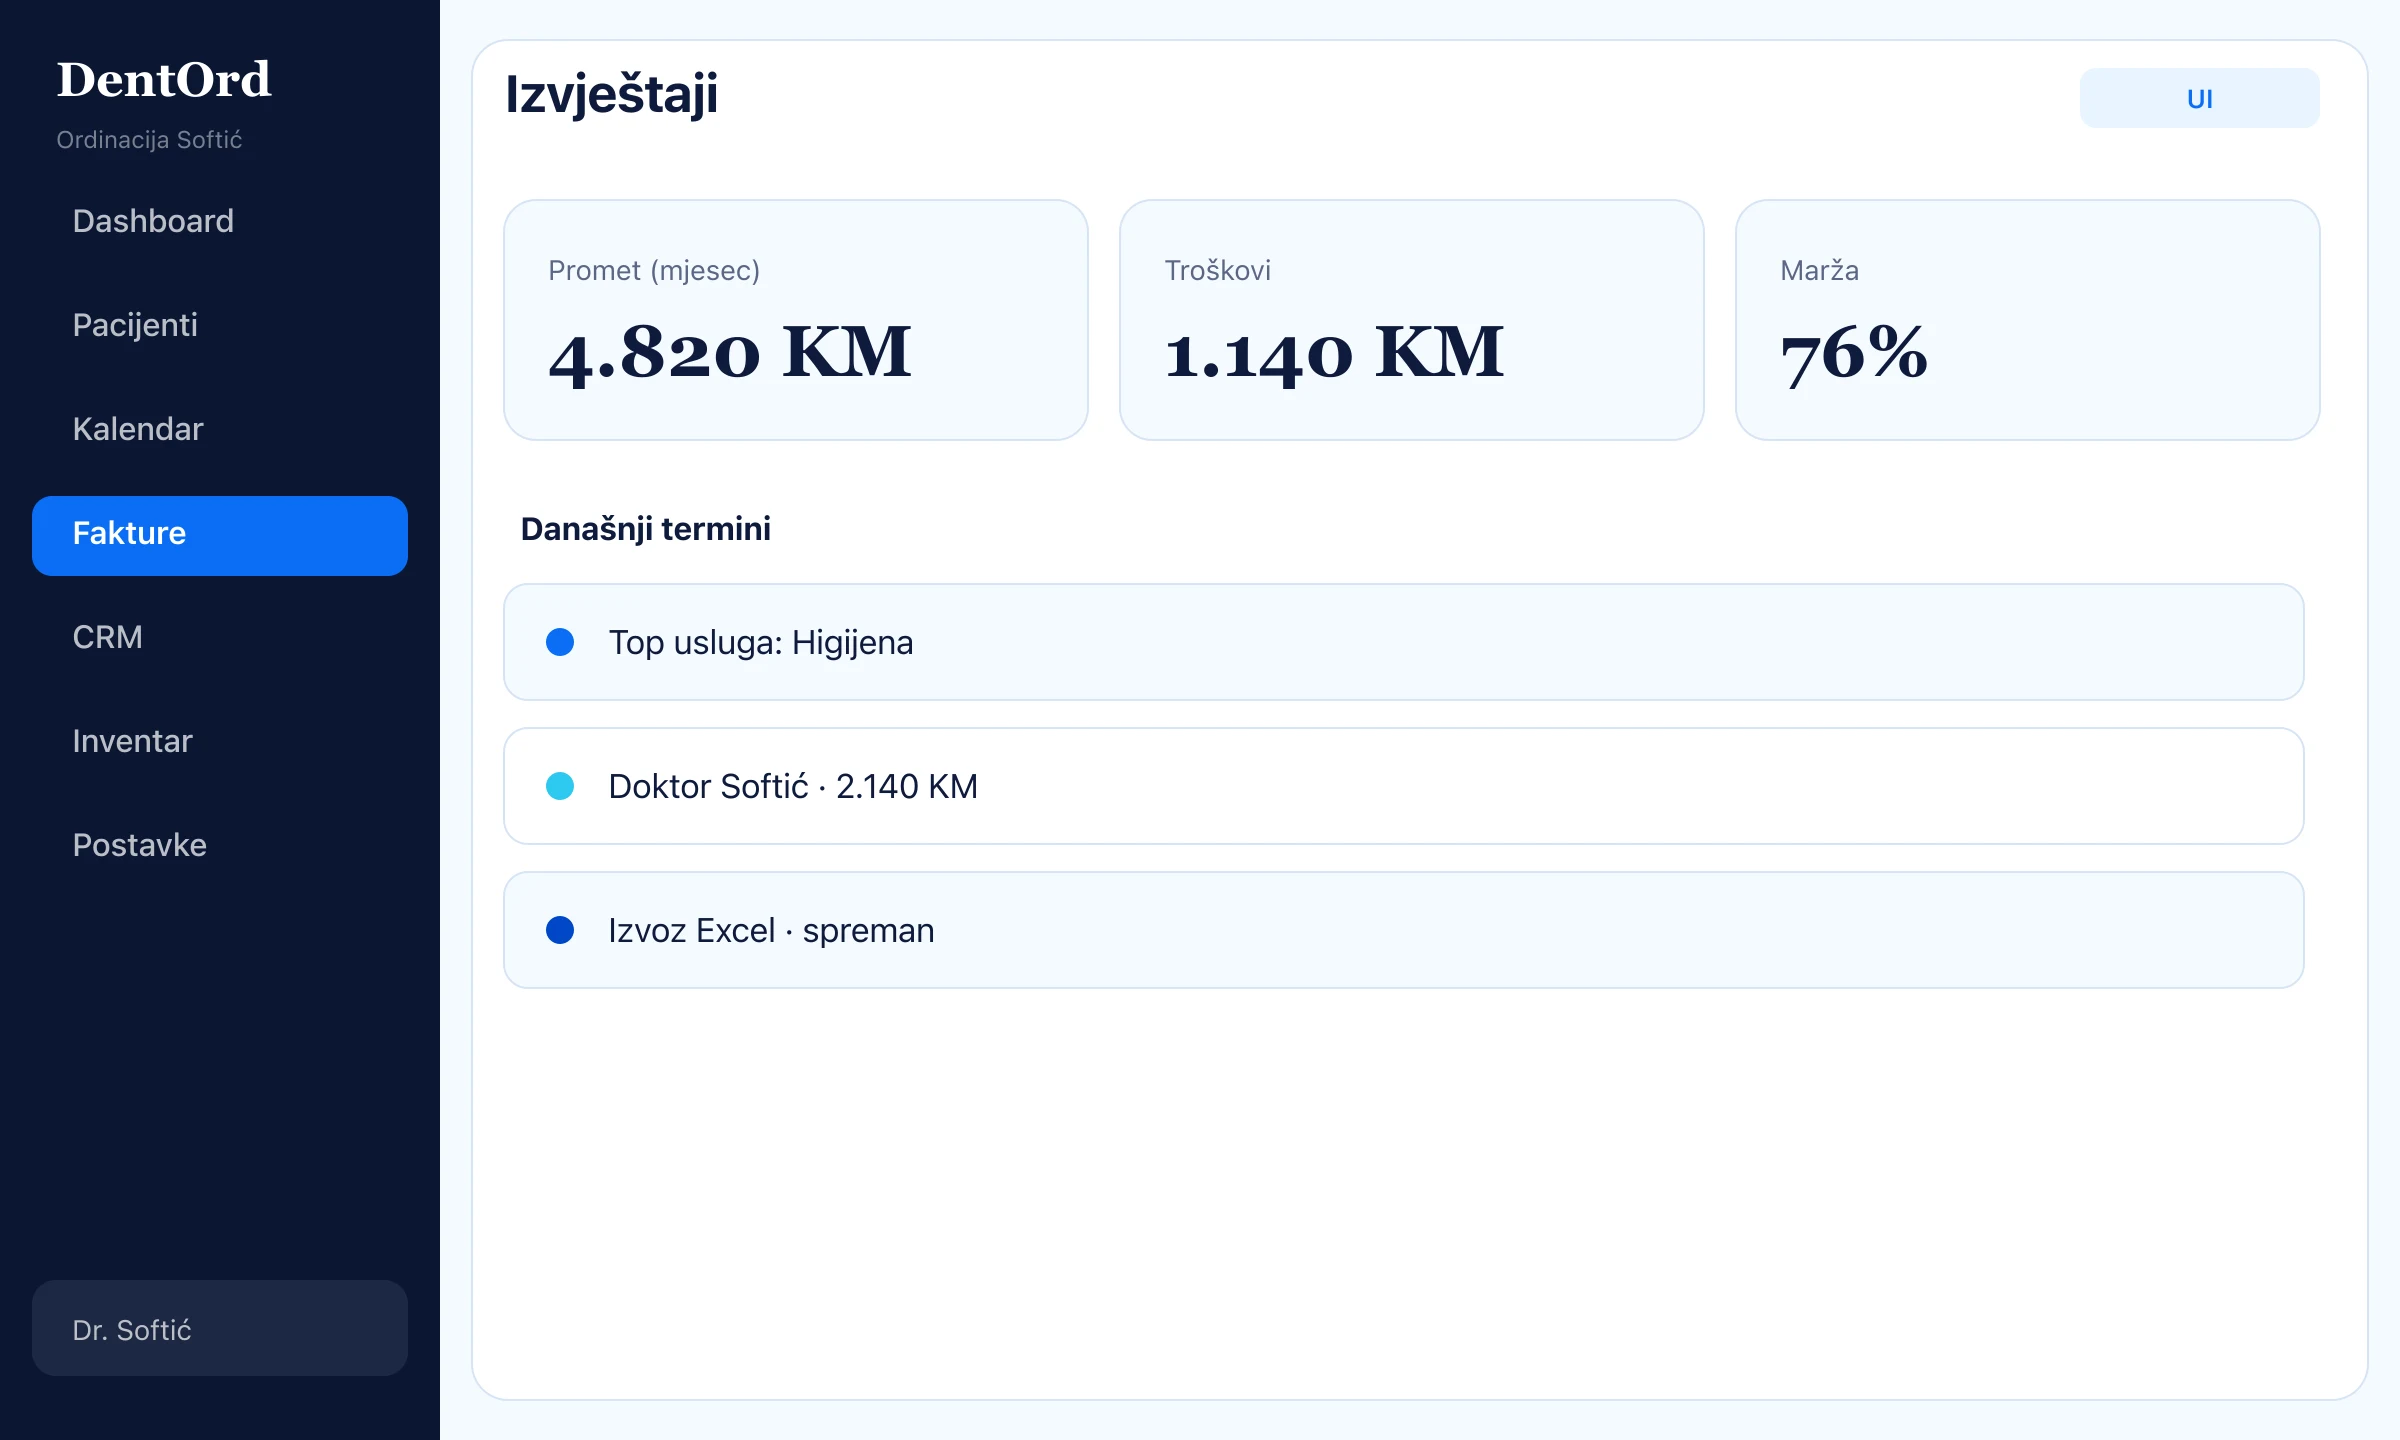 DentOrd
Ordinacija Softić
Dashboard
Pacijenti
Kalendar
Fakture
CRM
Inventar
Postavke
Dr. Softić
Izvještaji
UI
Promet (mjesec)
4.820 KM
Troškovi
1.140 KM
Marža
76%
Današnji termini
Top usluga: Higijena
Doktor Softić · 2.140 KM
Izvoz Excel · spreman